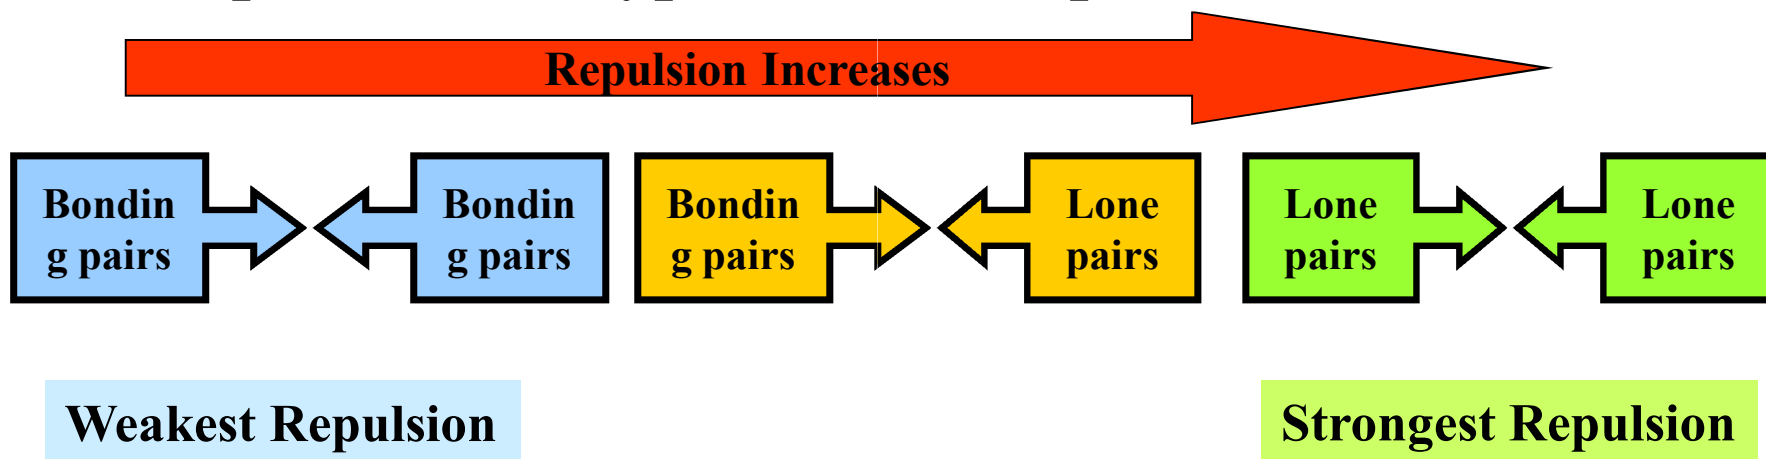 Repulsion Increases
Bondin
g pairs
Bondin
g pairs
Bondin
g pairs
Lone
pairs
Lone
pairs
Lone
pairs
Weakest Repulsion
Strongest Repulsion